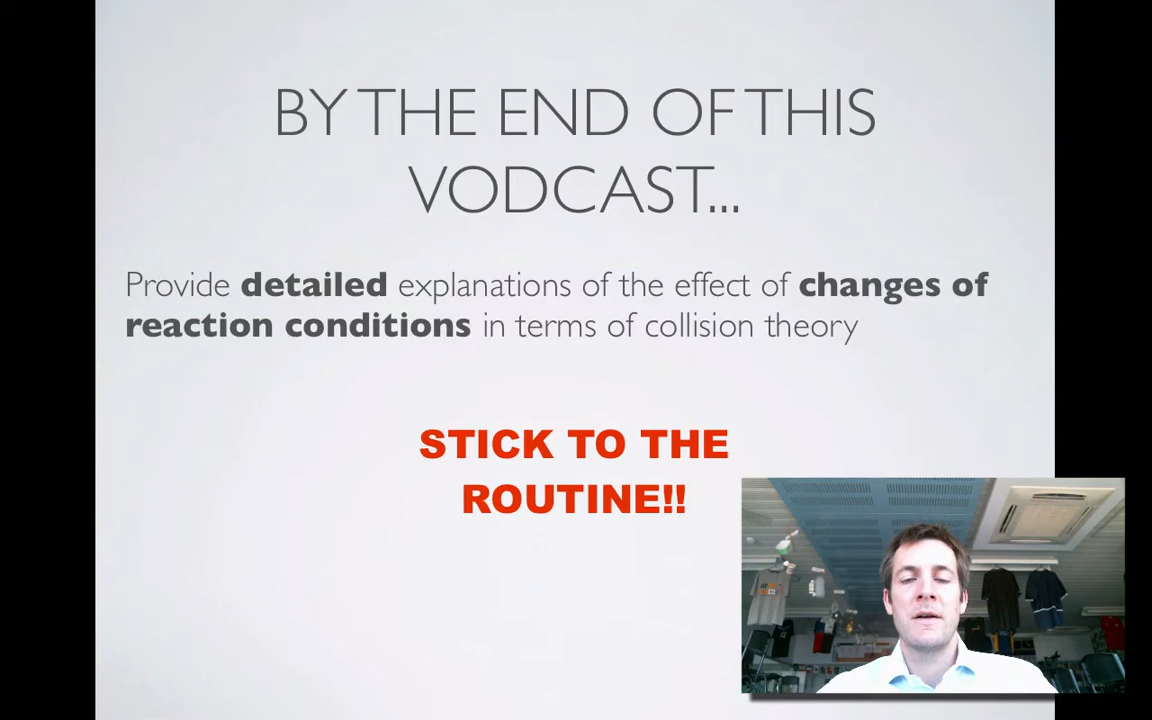 BY THE END OF THIS
VODCAST...
Provide detailed explanations of the effect of changes of
reaction conditions in terms of collision theory
STICK TO THE
ROUTINE!!